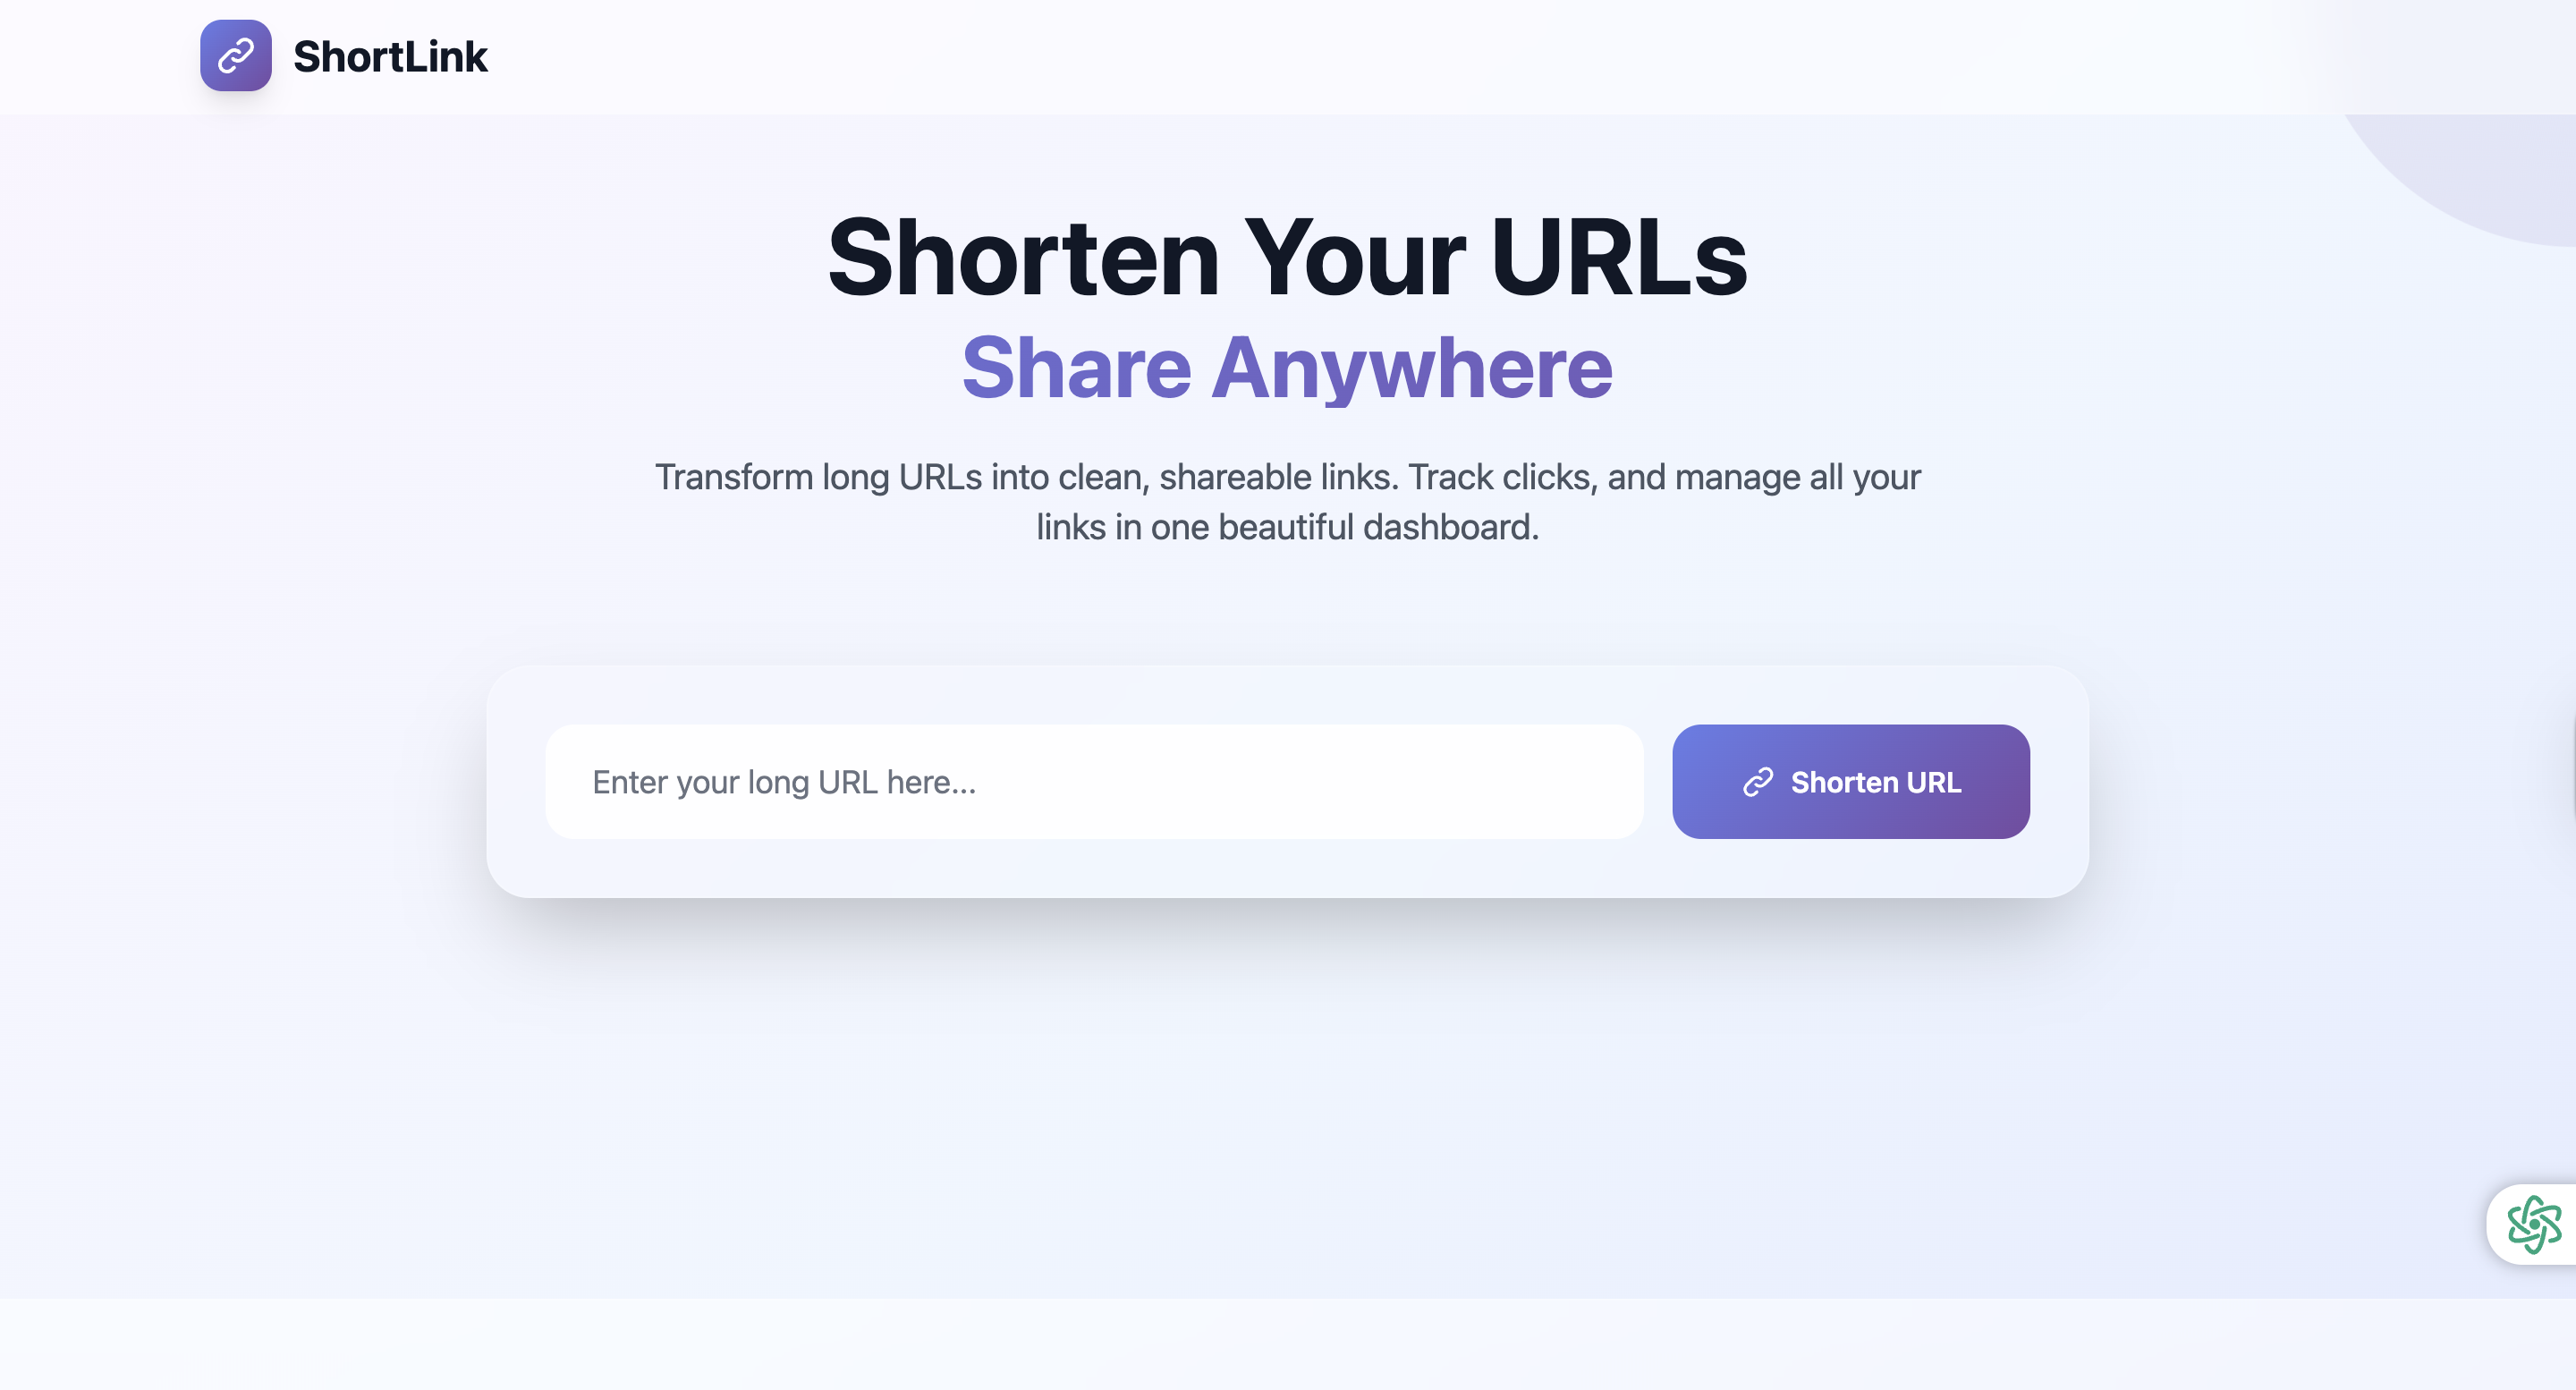 ShortLink
Shorten Your URLs
Share Anywhere
Transform long URLs into clean, shareable links. Track clicks, and manage all your
links in one beautiful dashboard.
Enter your long URL here...
Shorten URL